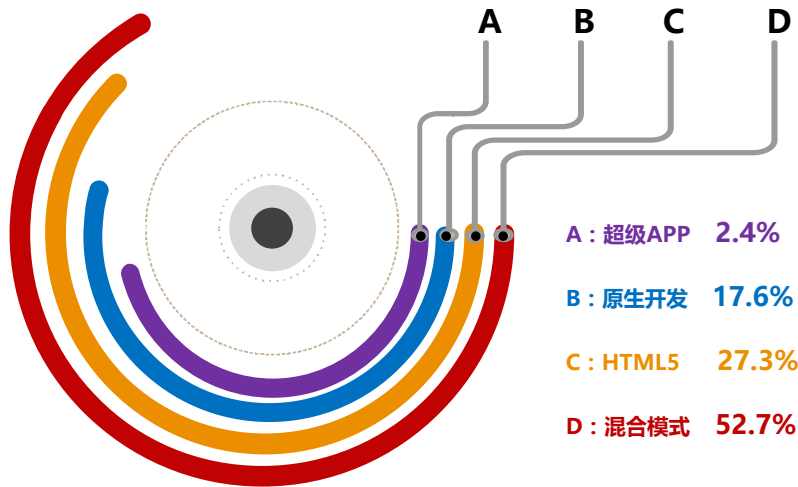 A B C D
A：超级APP 2.4%
B：原生开发 17.6%
C：HTML5 27.3%
D：混合模式 52.7%